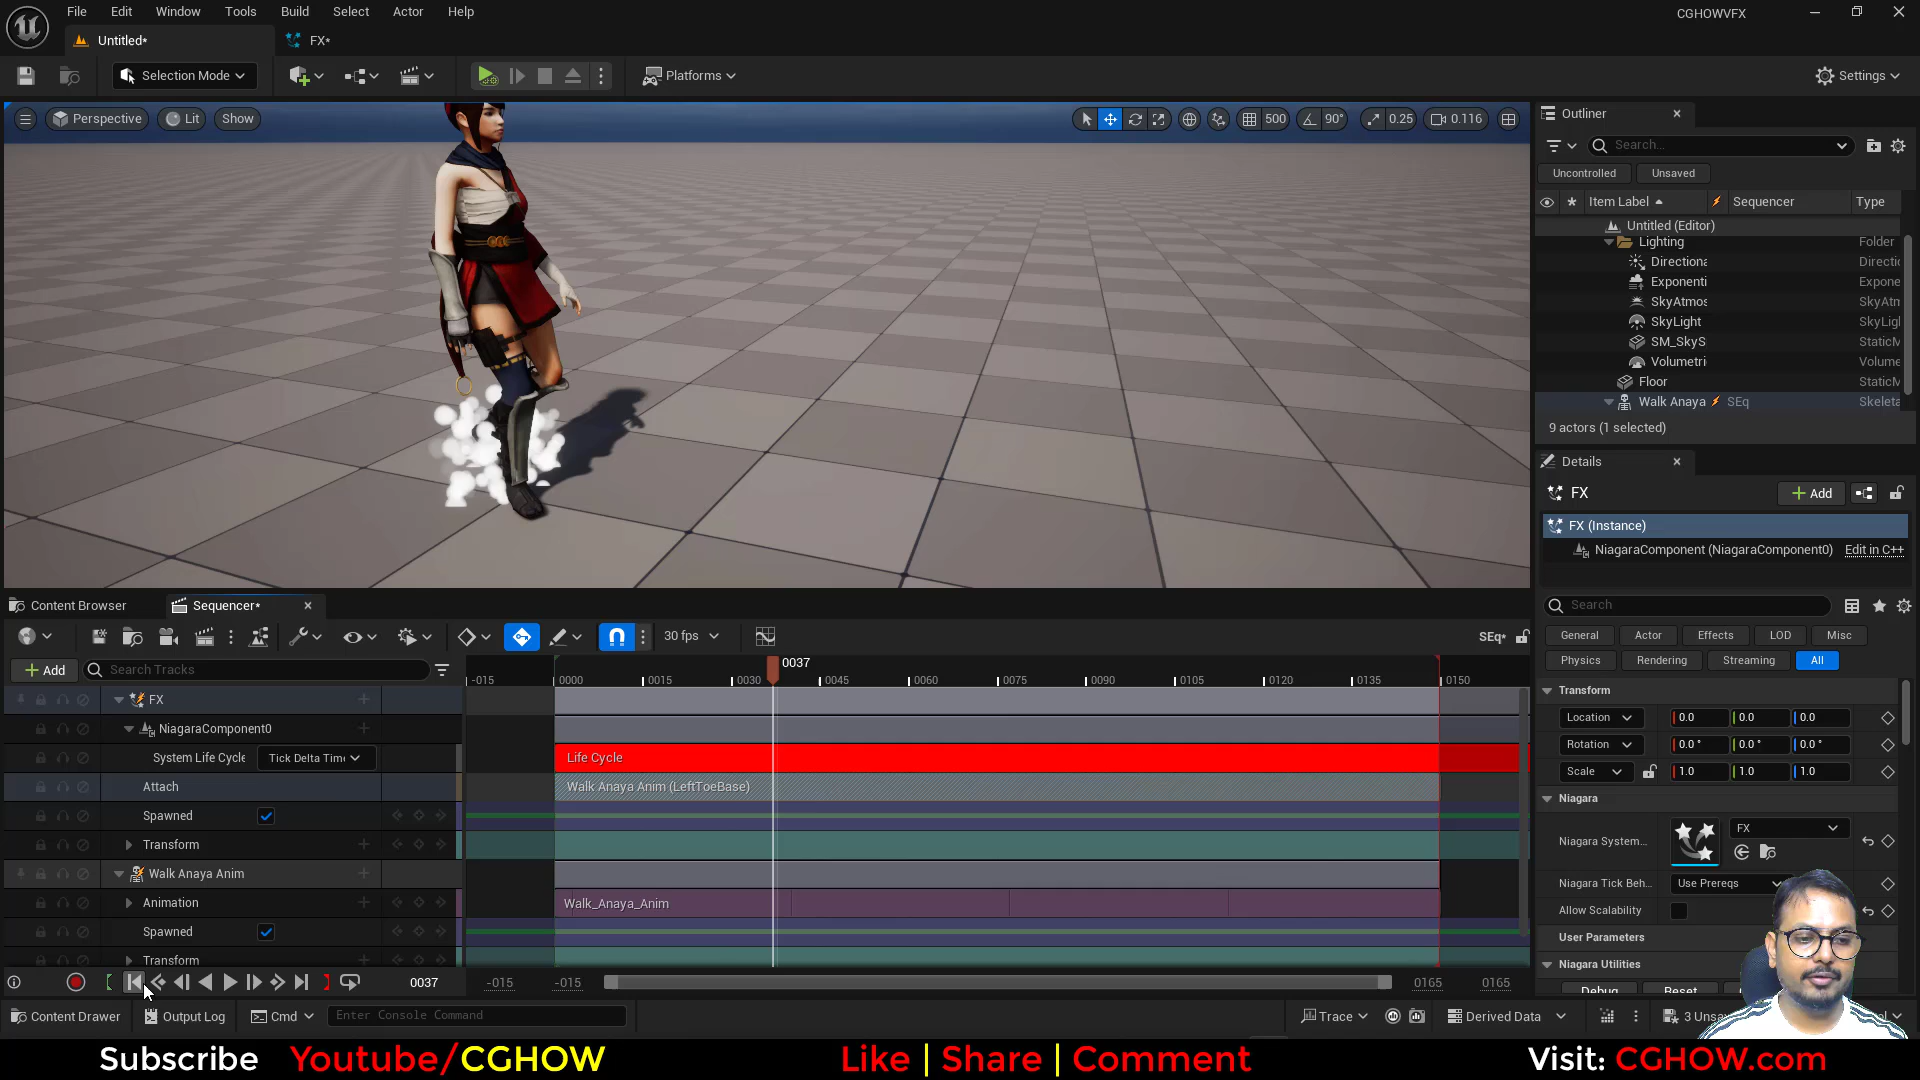 File Edit Window Tools Build Select Actor Help CGHOWVFX
Untitled* FX*
Selection Mode Platforms Settings
Perspective Lit Show 500 90° 0.25 0.116
Outliner
Search...
Uncontrolled Unsaved
Item Label Sequencer Type
Untitled (Editor)
Lighting Folder
Directiona Directic
Exponenti Expone
SkyAtmos SkyAtn
SkyLight SkyLigl
SM_SkyS StaticM
Volumetri Volume
Floor StaticM
Walk Anaya SEq Skeleta
9 actors (1 selected)
Details
FX Add
FX (Instance)
NiagaraComponent (NiagaraComponent0) Edit in C++
Search
General Actor Effects LOD Misc
Physics Rendering Streaming All
Transform
Location 0.0 0.0 0.0
Rotation 0.0° 0.0° 0.0°
Scale 1.0 1.0 1.0
Niagara
Niagara System... FX
Niagara Tick Beh... Use Prereqs
Allow Scalability
User Parameters
Niagara Utilities
Debug Reset
Content Browser Sequencer*
30 fps SEq*
Add Search Tracks
0037
-015 0000 0015 0030 0045 0060 0075 0090 0105 0120 0135 0150
FX
NiagaraComponent0
System Life Cycle Tick Delta Time Life Cycle
Attach Walk Anaya Anim (LeftToeBase)
Spawned
Transform
Walk Anaya Anim
Animation Walk_Anaya_Anim
Spawned
Transform
0037 -015 -015 0165 0165
Content Drawer Output Log Cmd Enter Console Command Trace Derived Data 3 Unsa
Subscribe Youtube/CGHOW Like | Share | Comment Visit: CGHOW.com